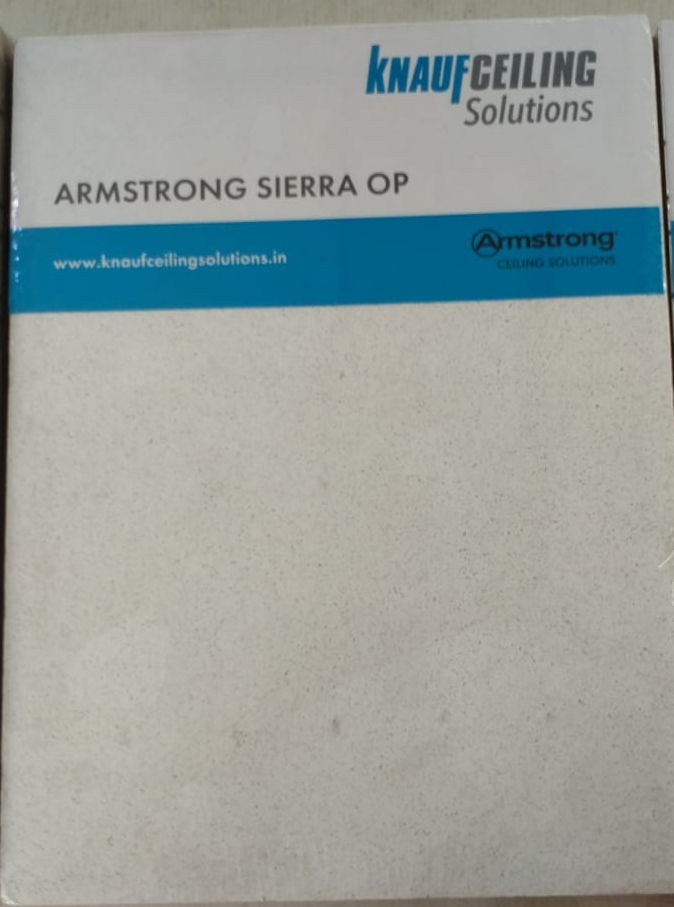 KNAUFCEILING
Solutions
ARMSTRONG SIERRA OP
www.knaufceilingsolutions.in
Armstrong
CEILING SOLUTIONS